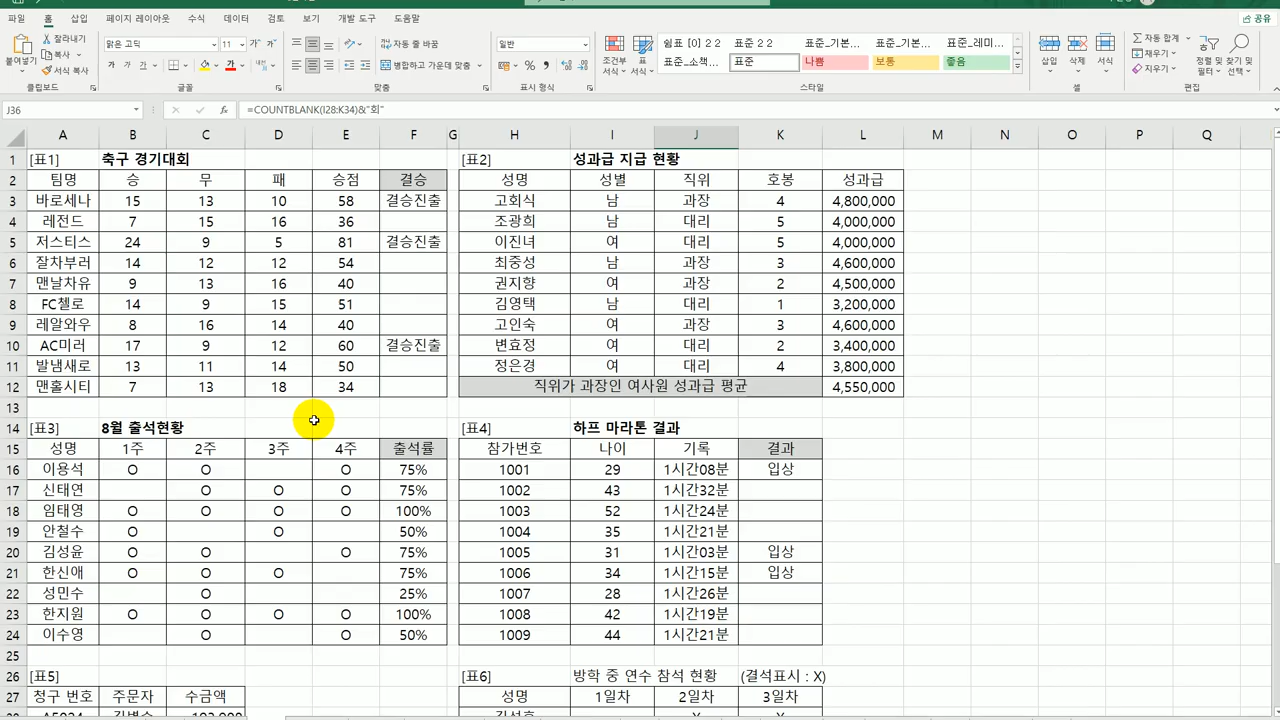 파일 홈 삽입 페이지 레이아웃 수식 데이터 검토 보기 개발 도구 도움말 공유
잘라내기 맑은 고딕 11 가 가 자동 줄 바꿈 일반 쉼표 [0] 2 2 표준 2 2 표준_기본... 표준_기본... 표준_레미... 자동 합계
붙여넣기 복사 조건부 서식 표 서식 삽입 삭제 서식 채우기 정렬 및 필터 찾기 및 선택
서식 복사 가 가 가 병합하고 가운데 맞춤 % 표준_소책... 표준 나쁨 보통 좋음 지우기
클립보드 글꼴 맞춤 표시 형식 스타일 셀 편집
J36 fx =COUNTBLANK(I28:K34)&"회"
A B C D E F G H I J K L M N O P Q
1 [표1] 축구 경기대회 [표2] 성과급 지급 현황
2 팀명 승 무 패 승점 결승 성명 성별 직위 호봉 성과급
3 바로세나 15 13 10 58 결승진출 고회식 남 과장 4 4,800,000
4 레전드 7 15 16 36 조광희 남 대리 5 4,000,000
5 저스티스 24 9 5 81 결승진출 이진녀 여 대리 5 4,000,000
6 잘차부러 14 12 12 54 최중성 남 과장 3 4,600,000
7 맨날차유 9 13 16 40 권지향 여 과장 2 4,500,000
8 FC첼로 14 9 15 51 김영택 남 대리 1 3,200,000
9 레알와우 8 16 14 40 고인숙 여 과장 3 4,600,000
10 AC미러 17 9 12 60 결승진출 변효정 여 대리 2 3,400,000
11 발냄새로 13 11 14 50 정은경 여 대리 4 3,800,000
12 맨홀시티 7 13 18 34 직위가 과장인 여사원 성과급 평균 4,550,000
13
14 [표3] 8월 출석현황 [표4] 하프 마라톤 결과
15 성명 1주 2주 3주 4주 출석률 참가번호 나이 기록 결과
16 이용석 O O O 75% 1001 29 1시간08분 입상
17 신태연 O O O 75% 1002 43 1시간32분
18 임태영 O O O O 100% 1003 52 1시간24분
19 안철수 O O 50% 1004 35 1시간21분
20 김성윤 O O O 75% 1005 31 1시간03분 입상
21 한신애 O O O 75% 1006 34 1시간15분 입상
22 성민수 O 25% 1007 28 1시간26분
23 한지원 O O O O 100% 1008 42 1시간19분
24 이수영 O O 50% 1009 44 1시간21분
25
26 [표5] [표6] 방학 중 연수 참석 현황 (결석표시 : X)
27 청구 번호 주문자 수금액 성명 1일차 2일차 3일차